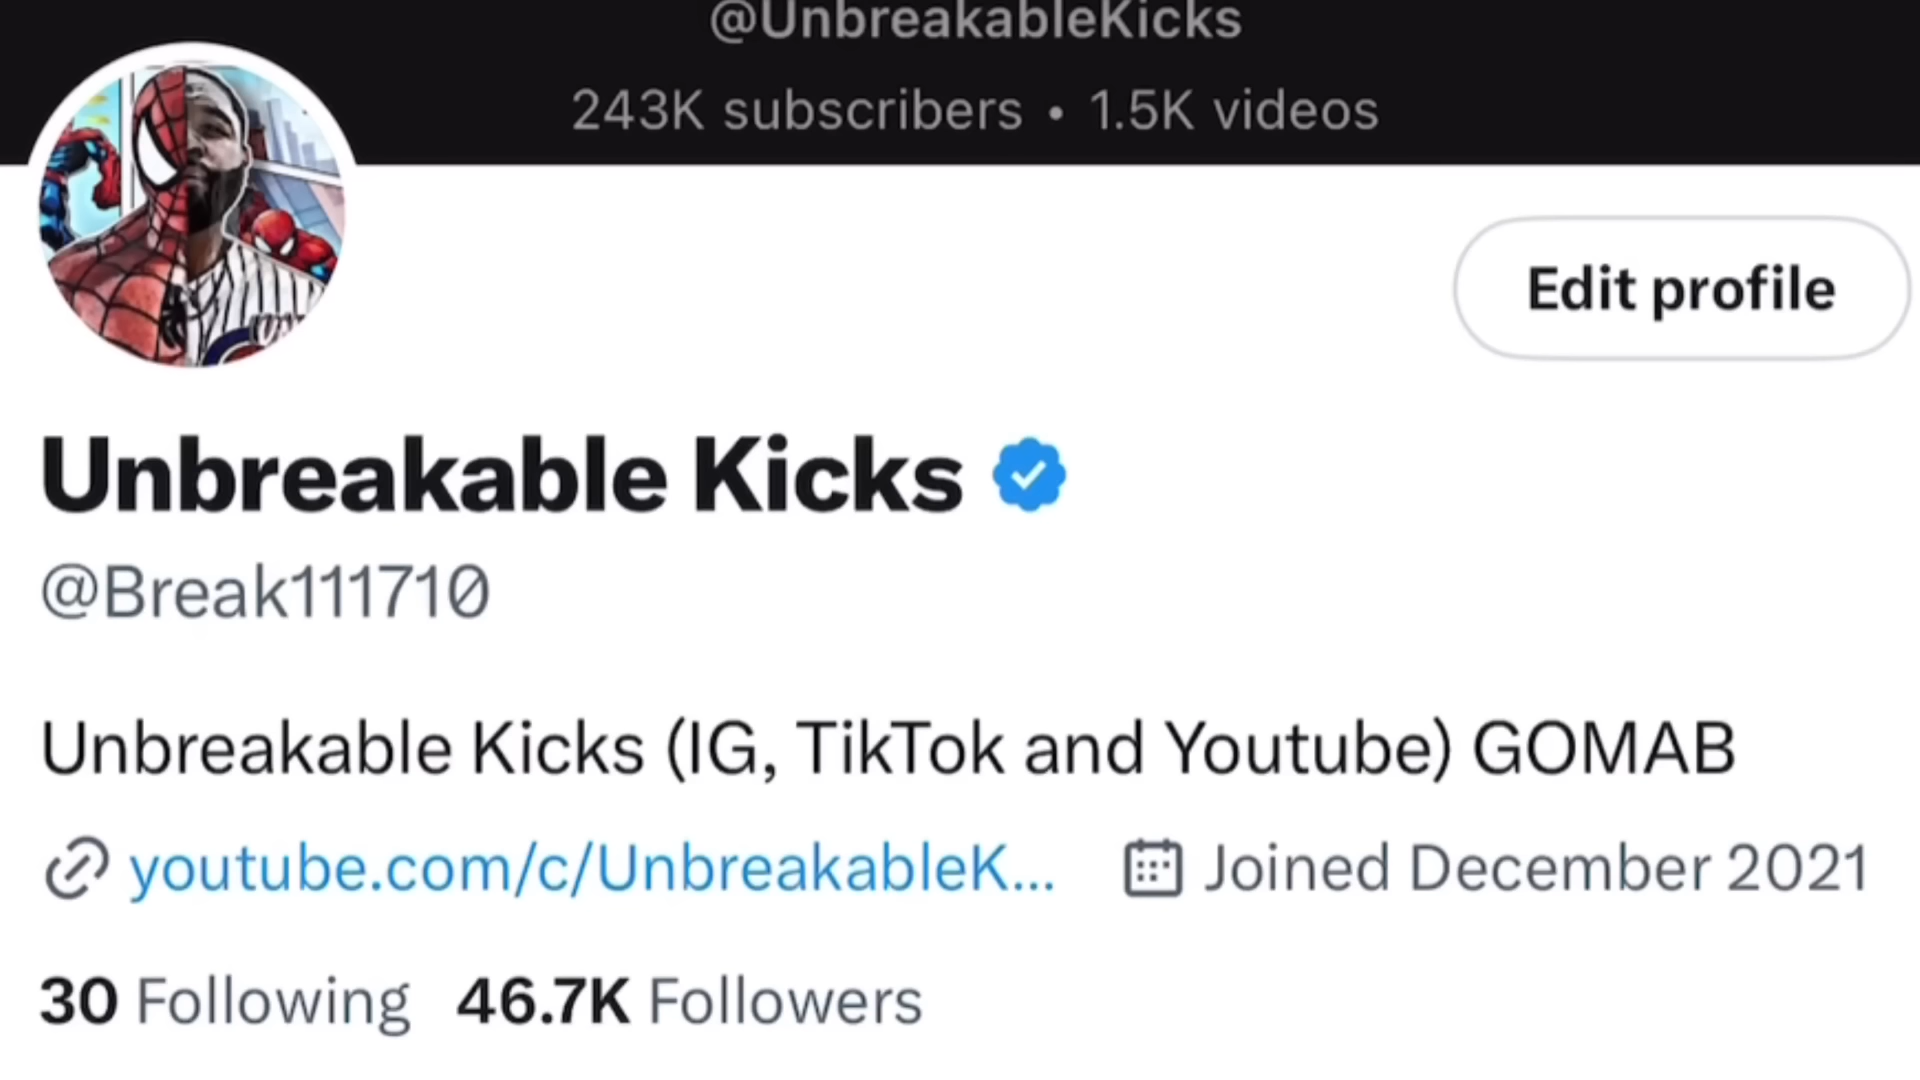 @UnbreakableKicks
243K subscribers • 1.5K videos
Edit profile
Unbreakable Kicks
@Break111710
Unbreakable Kicks (IG, TikTok and Youtube) GOMAB
youtube.com/c/UnbreakableK... Joined December 2021
30 Following 46.7K Followers